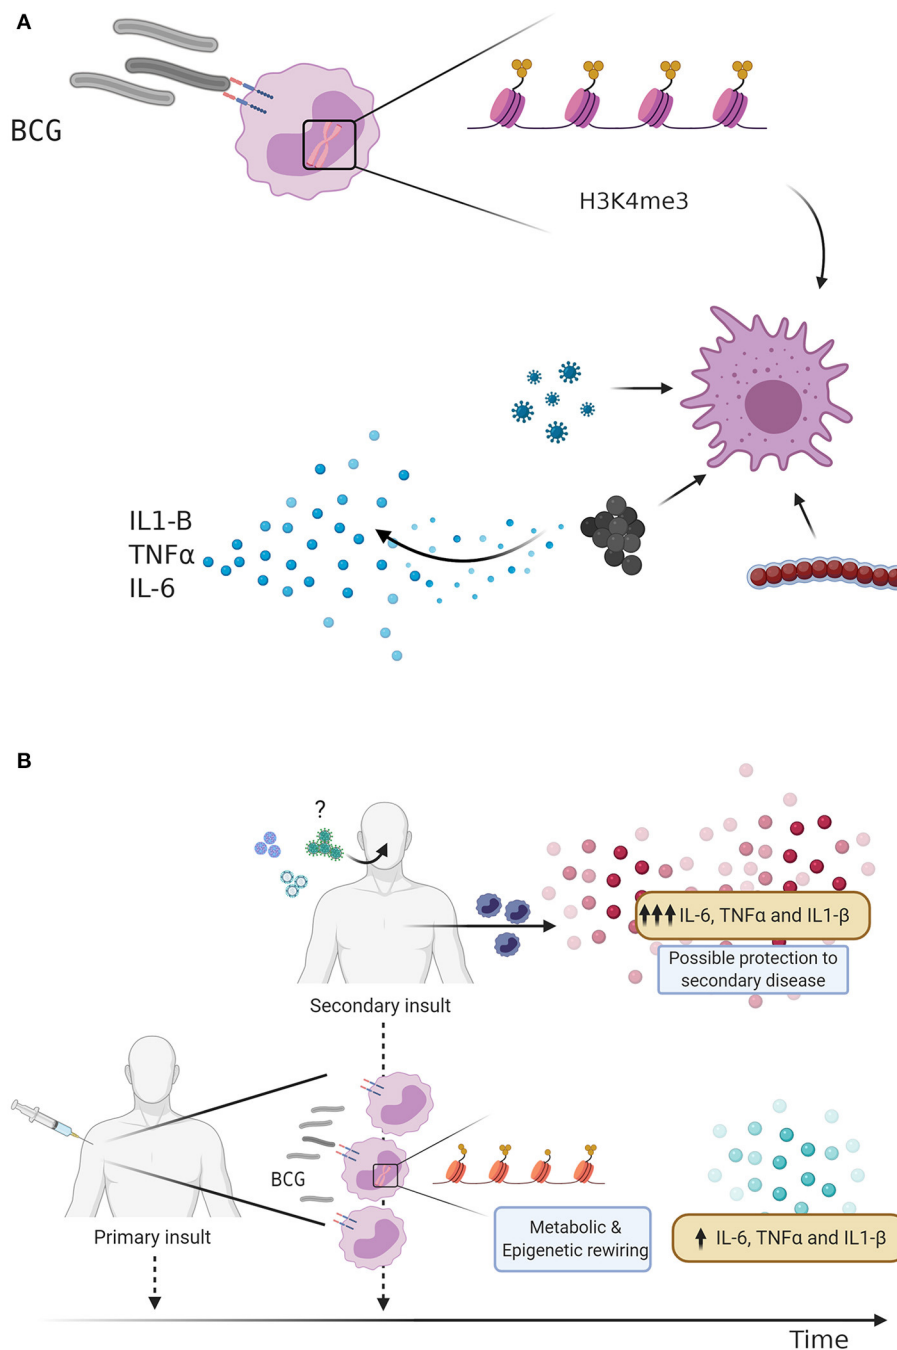 A
BCG
H3K4me3
IL1-B
TNFα
IL-6
B
?
↑↑↑ IL-6, TNFα and IL1-β
Possible protection to
secondary disease
Secondary insult
BCG
Primary insult
Metabolic &
Epigenetic rewiring
↑ IL-6, TNFα and IL1-β
Time